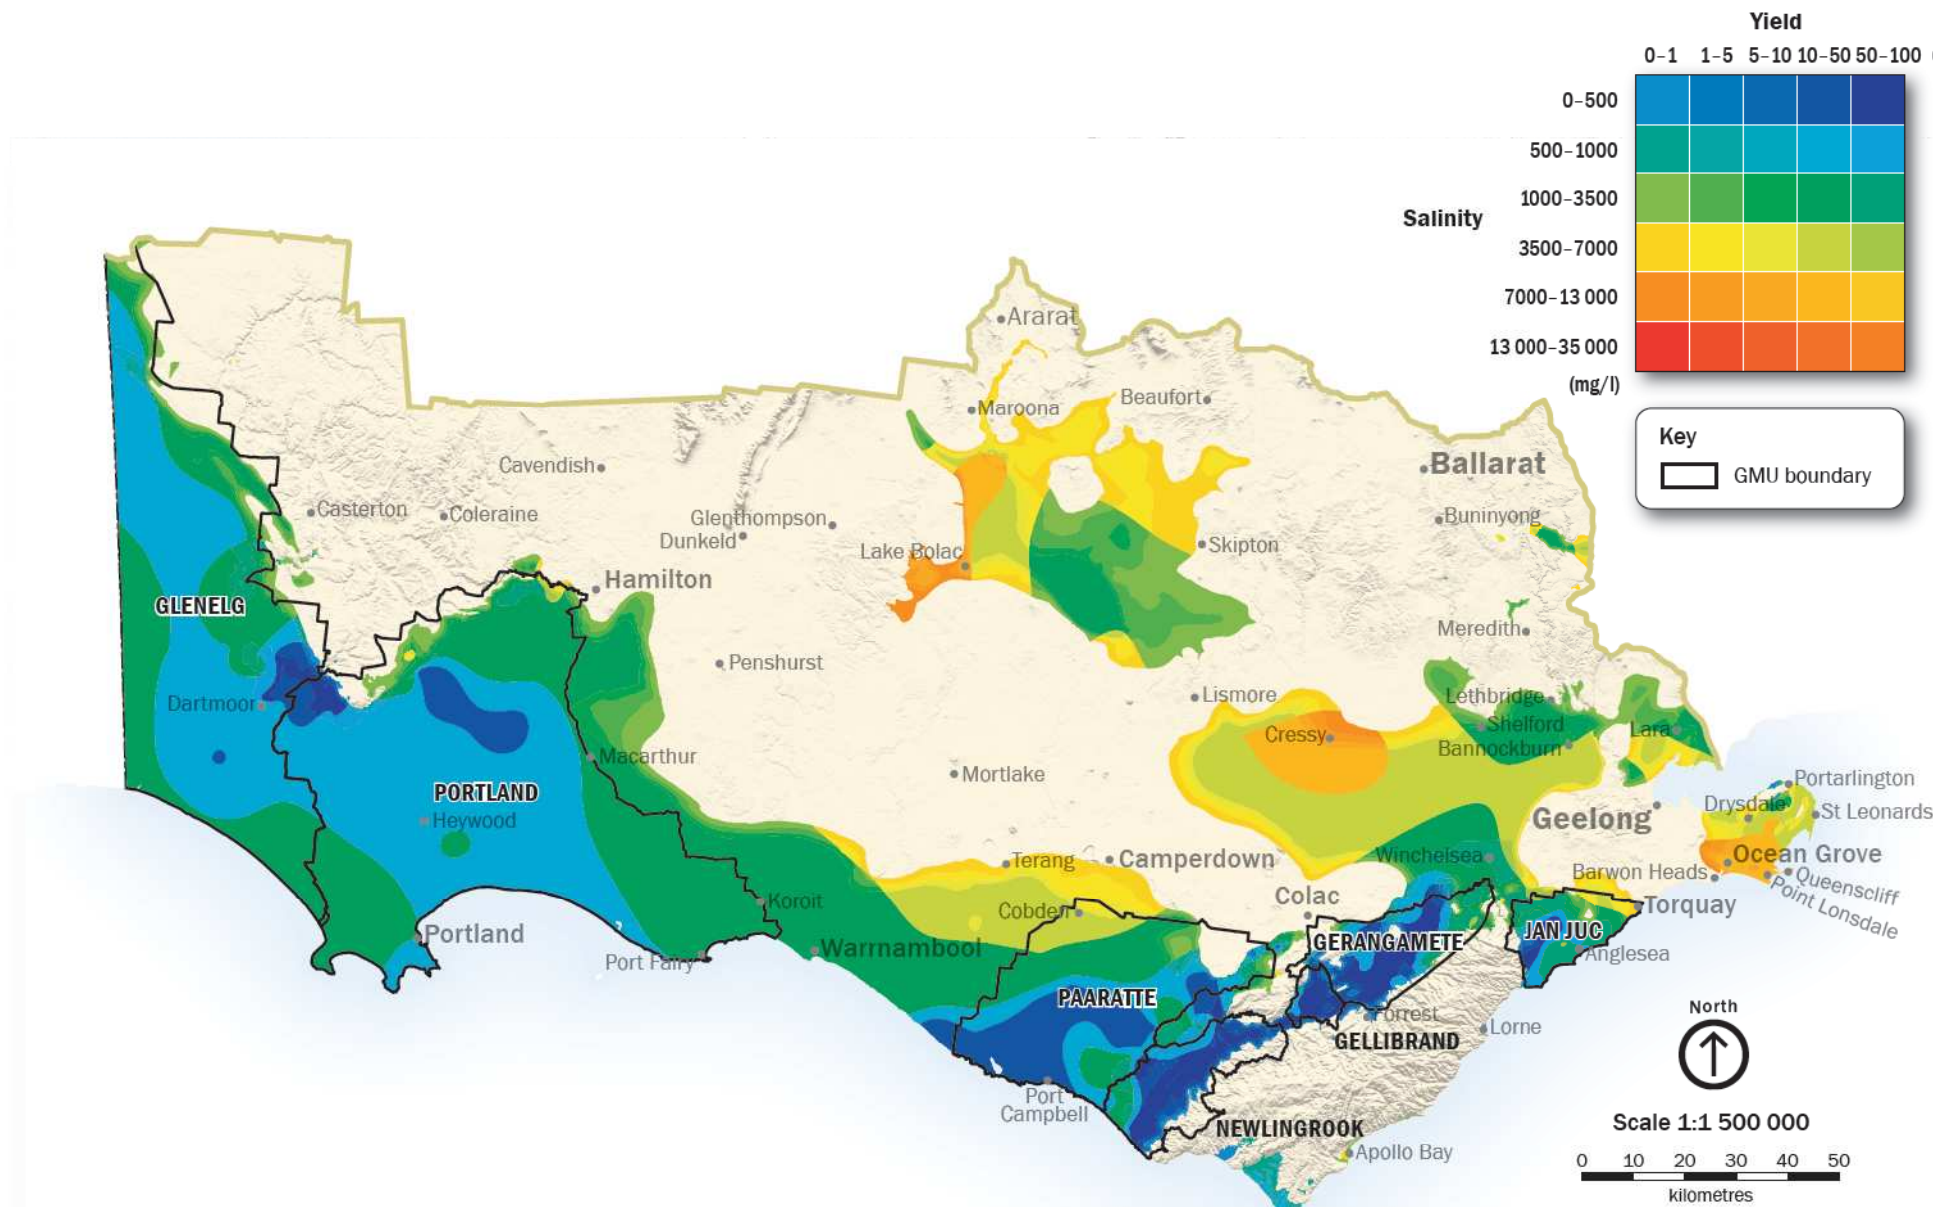 Yield
0–1 1–5 5–10 10–50 50–100
0–500
500–1000
1000–3500
Salinity
3500–7000
7000–13 000
13 000–35 000
(mg/l)
Key
GMU boundary
Ararat
Maroona
Beaufort
Ballarat
Cavendish
Casterton
Coleraine
Glenthompson
Dunkeld
Buninyong
Lake Bolac
Skipton
Hamilton
GLENELG
Meredith
Penshurst
Dartmoor
Lismore
Lethbridge
Shelford
Lara
Cressy
Bannockburn
Macarthur
Mortlake
Portarlington
PORTLAND
Drysdale
St Leonards
Heywood
Geelong
Terang
Camperdown
Winchelsea
Ocean Grove
Barwon Heads
Queenscliff
Point Lonsdale
Colac
Koroit
Cobden
Torquay
Portland
Warrnambool
GERANGAMETE
JAN JUC
Anglesea
Port Fairy
PAARATTE
North
Forrest
Lorne
GELLIBRAND
Port
Campbell
NEWLINGROOK
Scale 1:1 500 000
Apollo Bay
0 10 20 30 40 50
kilometres